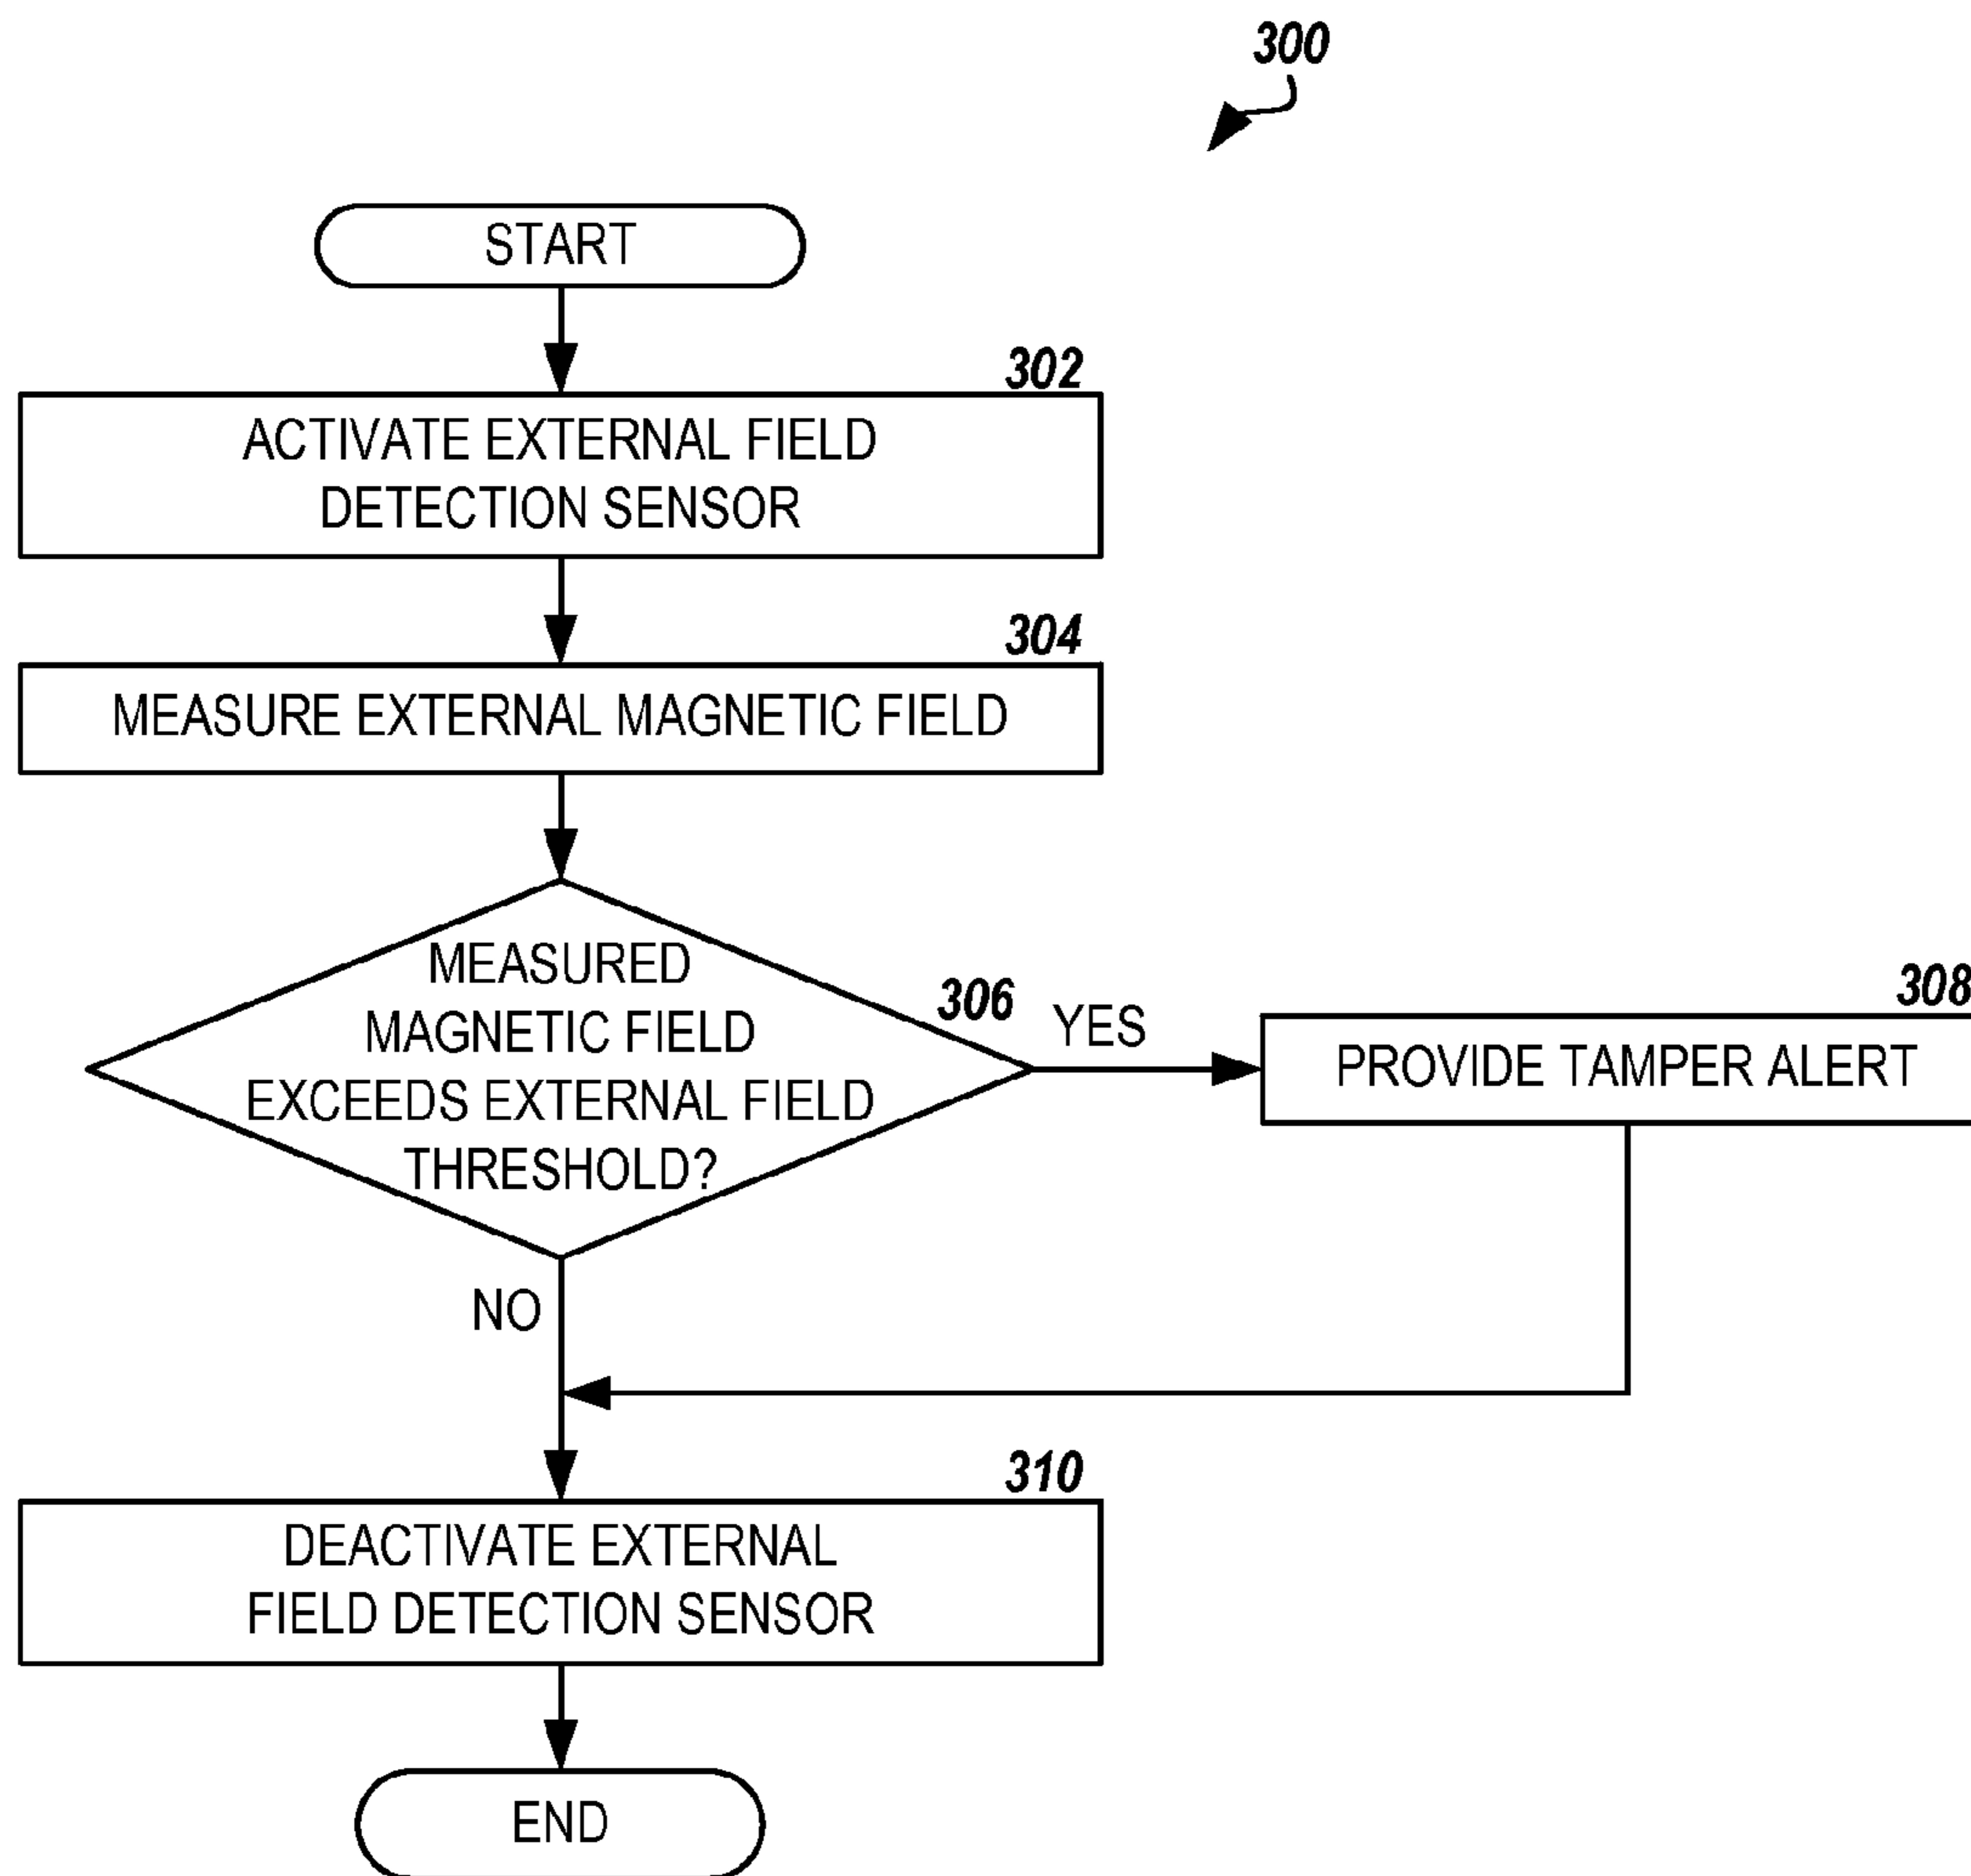 300
START
302
ACTIVATE EXTERNAL FIELD
DETECTION SENSOR
304
MEASURE EXTERNAL MAGNETIC FIELD
MEASURED
MAGNETIC FIELD
EXCEEDS EXTERNAL FIELD
THRESHOLD?
306
YES
308
PROVIDE TAMPER ALERT
NO
310
DEACTIVATE EXTERNAL
FIELD DETECTION SENSOR
END